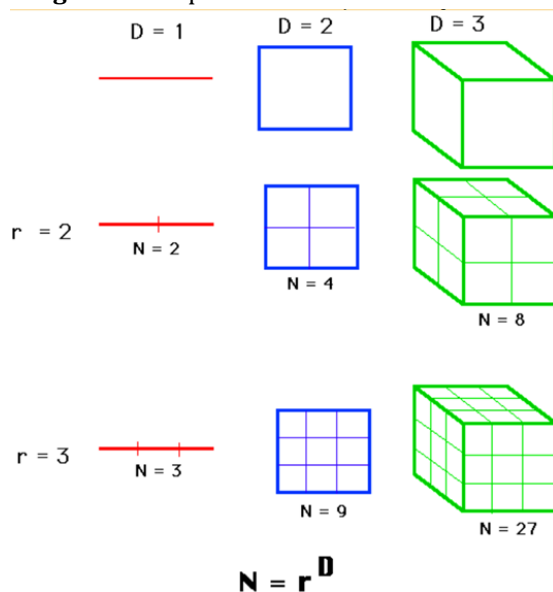 D = 1 D = 2 D = 3
r = 2
N = 2 N = 4 N = 8
r = 3
N = 3 N = 9 N = 27
N = r^D